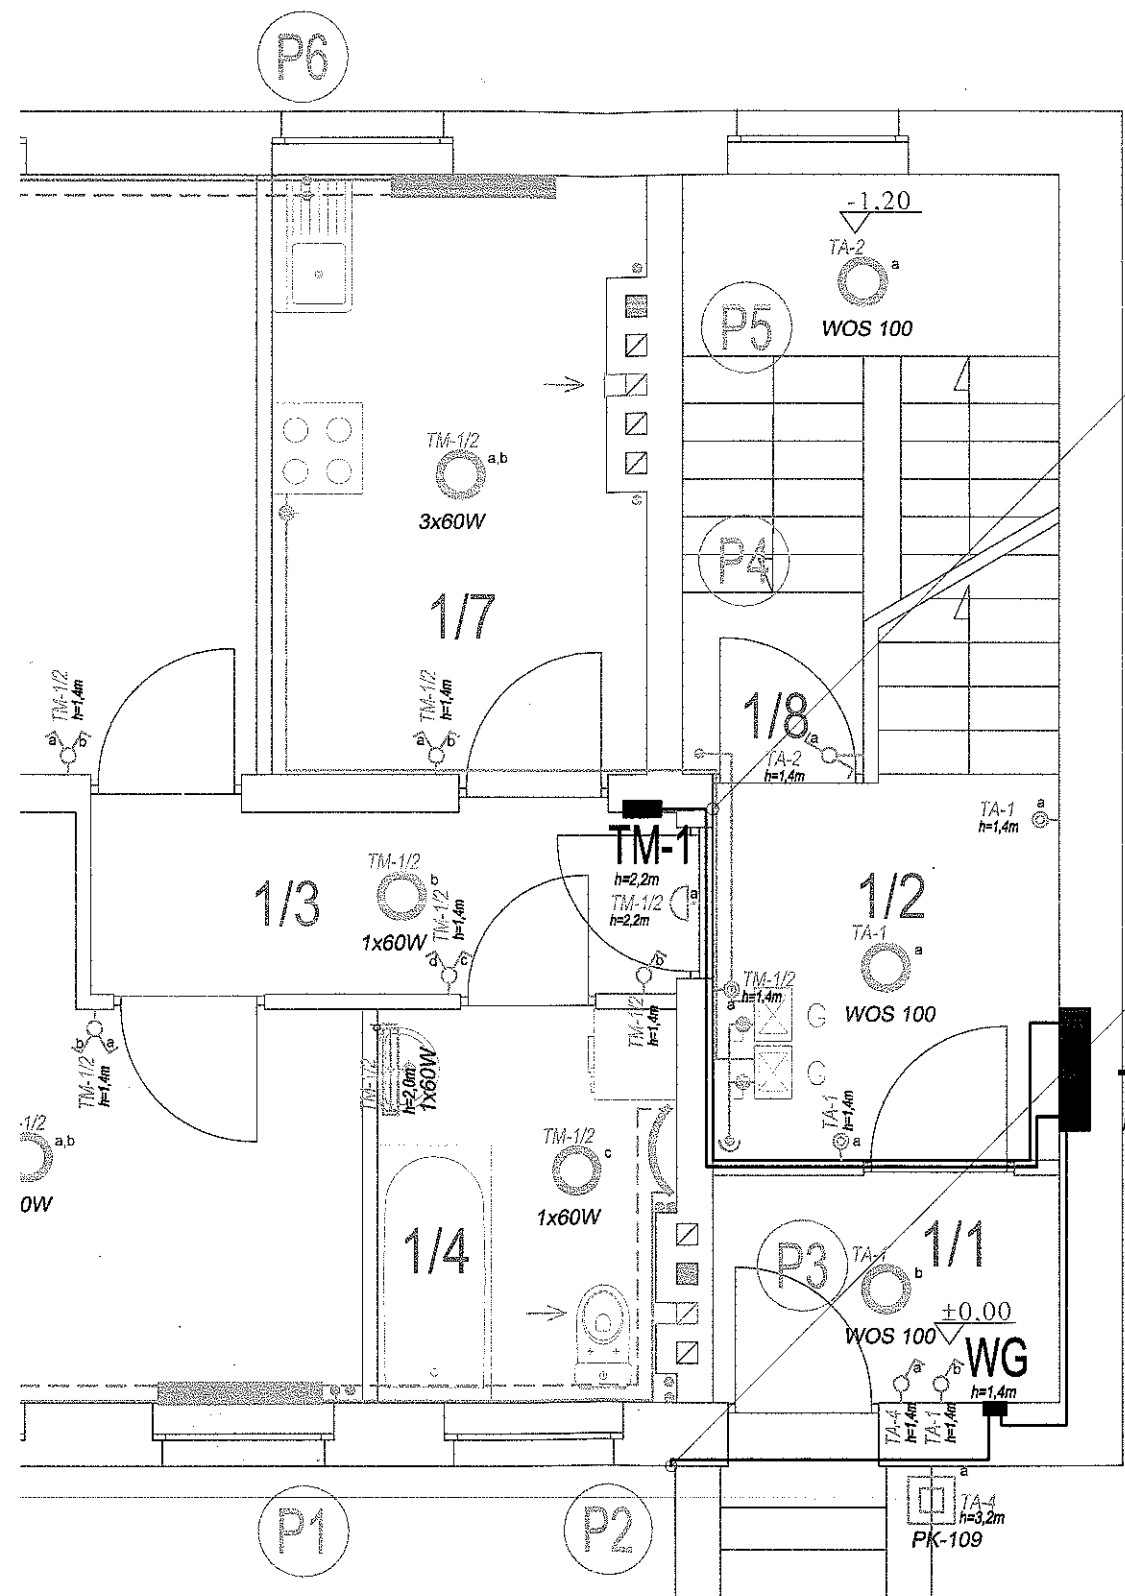 P6
-1,20
TA-2
a
WOS 100
P5
TM-1/2
a,b
3x60W
P4
1/7
TM-1/2
h=1,4m
a b
TM-1/2
h=1,4m
a b
1/8
a
TA-2
h=1,4m
TA-1
a
h=1,4m
TM-1
h=2,2m
TM-1/2
a
h=2,2m
TM-1/2
b
1/3
1x60W
TM-1/2
h=1,4m
d c
1/2
TA-1
a
WOS 100
b
TM-1/2
h=1,4m
TM-1/2
h=1,4m
a
G
G
b a
TM-1/2
h=1,4m
TM-1/2
h=2,0m
1x60W
TA-1
h=1,4m
a
-1/2
a,b
0W
TM-1/2
c
1x60W
1/4
P3
TA-1
b
1/1
WOS 100
±0.00
WG
h=1,4m
a
b
TA-4
h=1,4m
TA-1
h=1,4m
P1
P2
a
TA-4
h=3,2m
PK-109